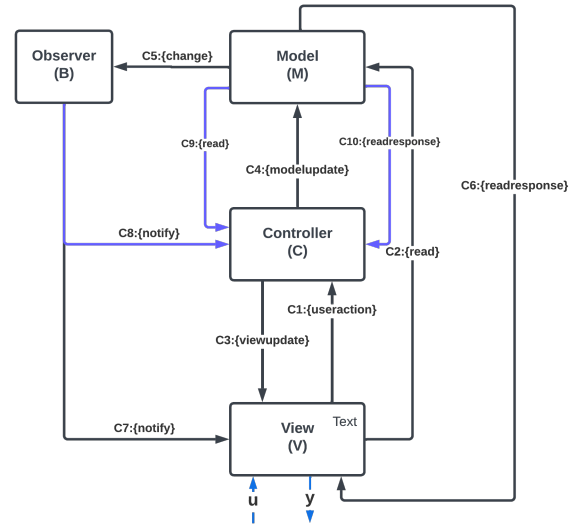 Observer
(B)
C5:{change}
Model
(M)
C9:{read}
C10:{readresponse}
C4:{modelupdate}
C6:{readresponse}
C8:{notify}
Controller
(C)
C2:{read}
C1:{useraction}
C3:{viewupdate}
C7:{notify}
View
(V)
Text
u
y